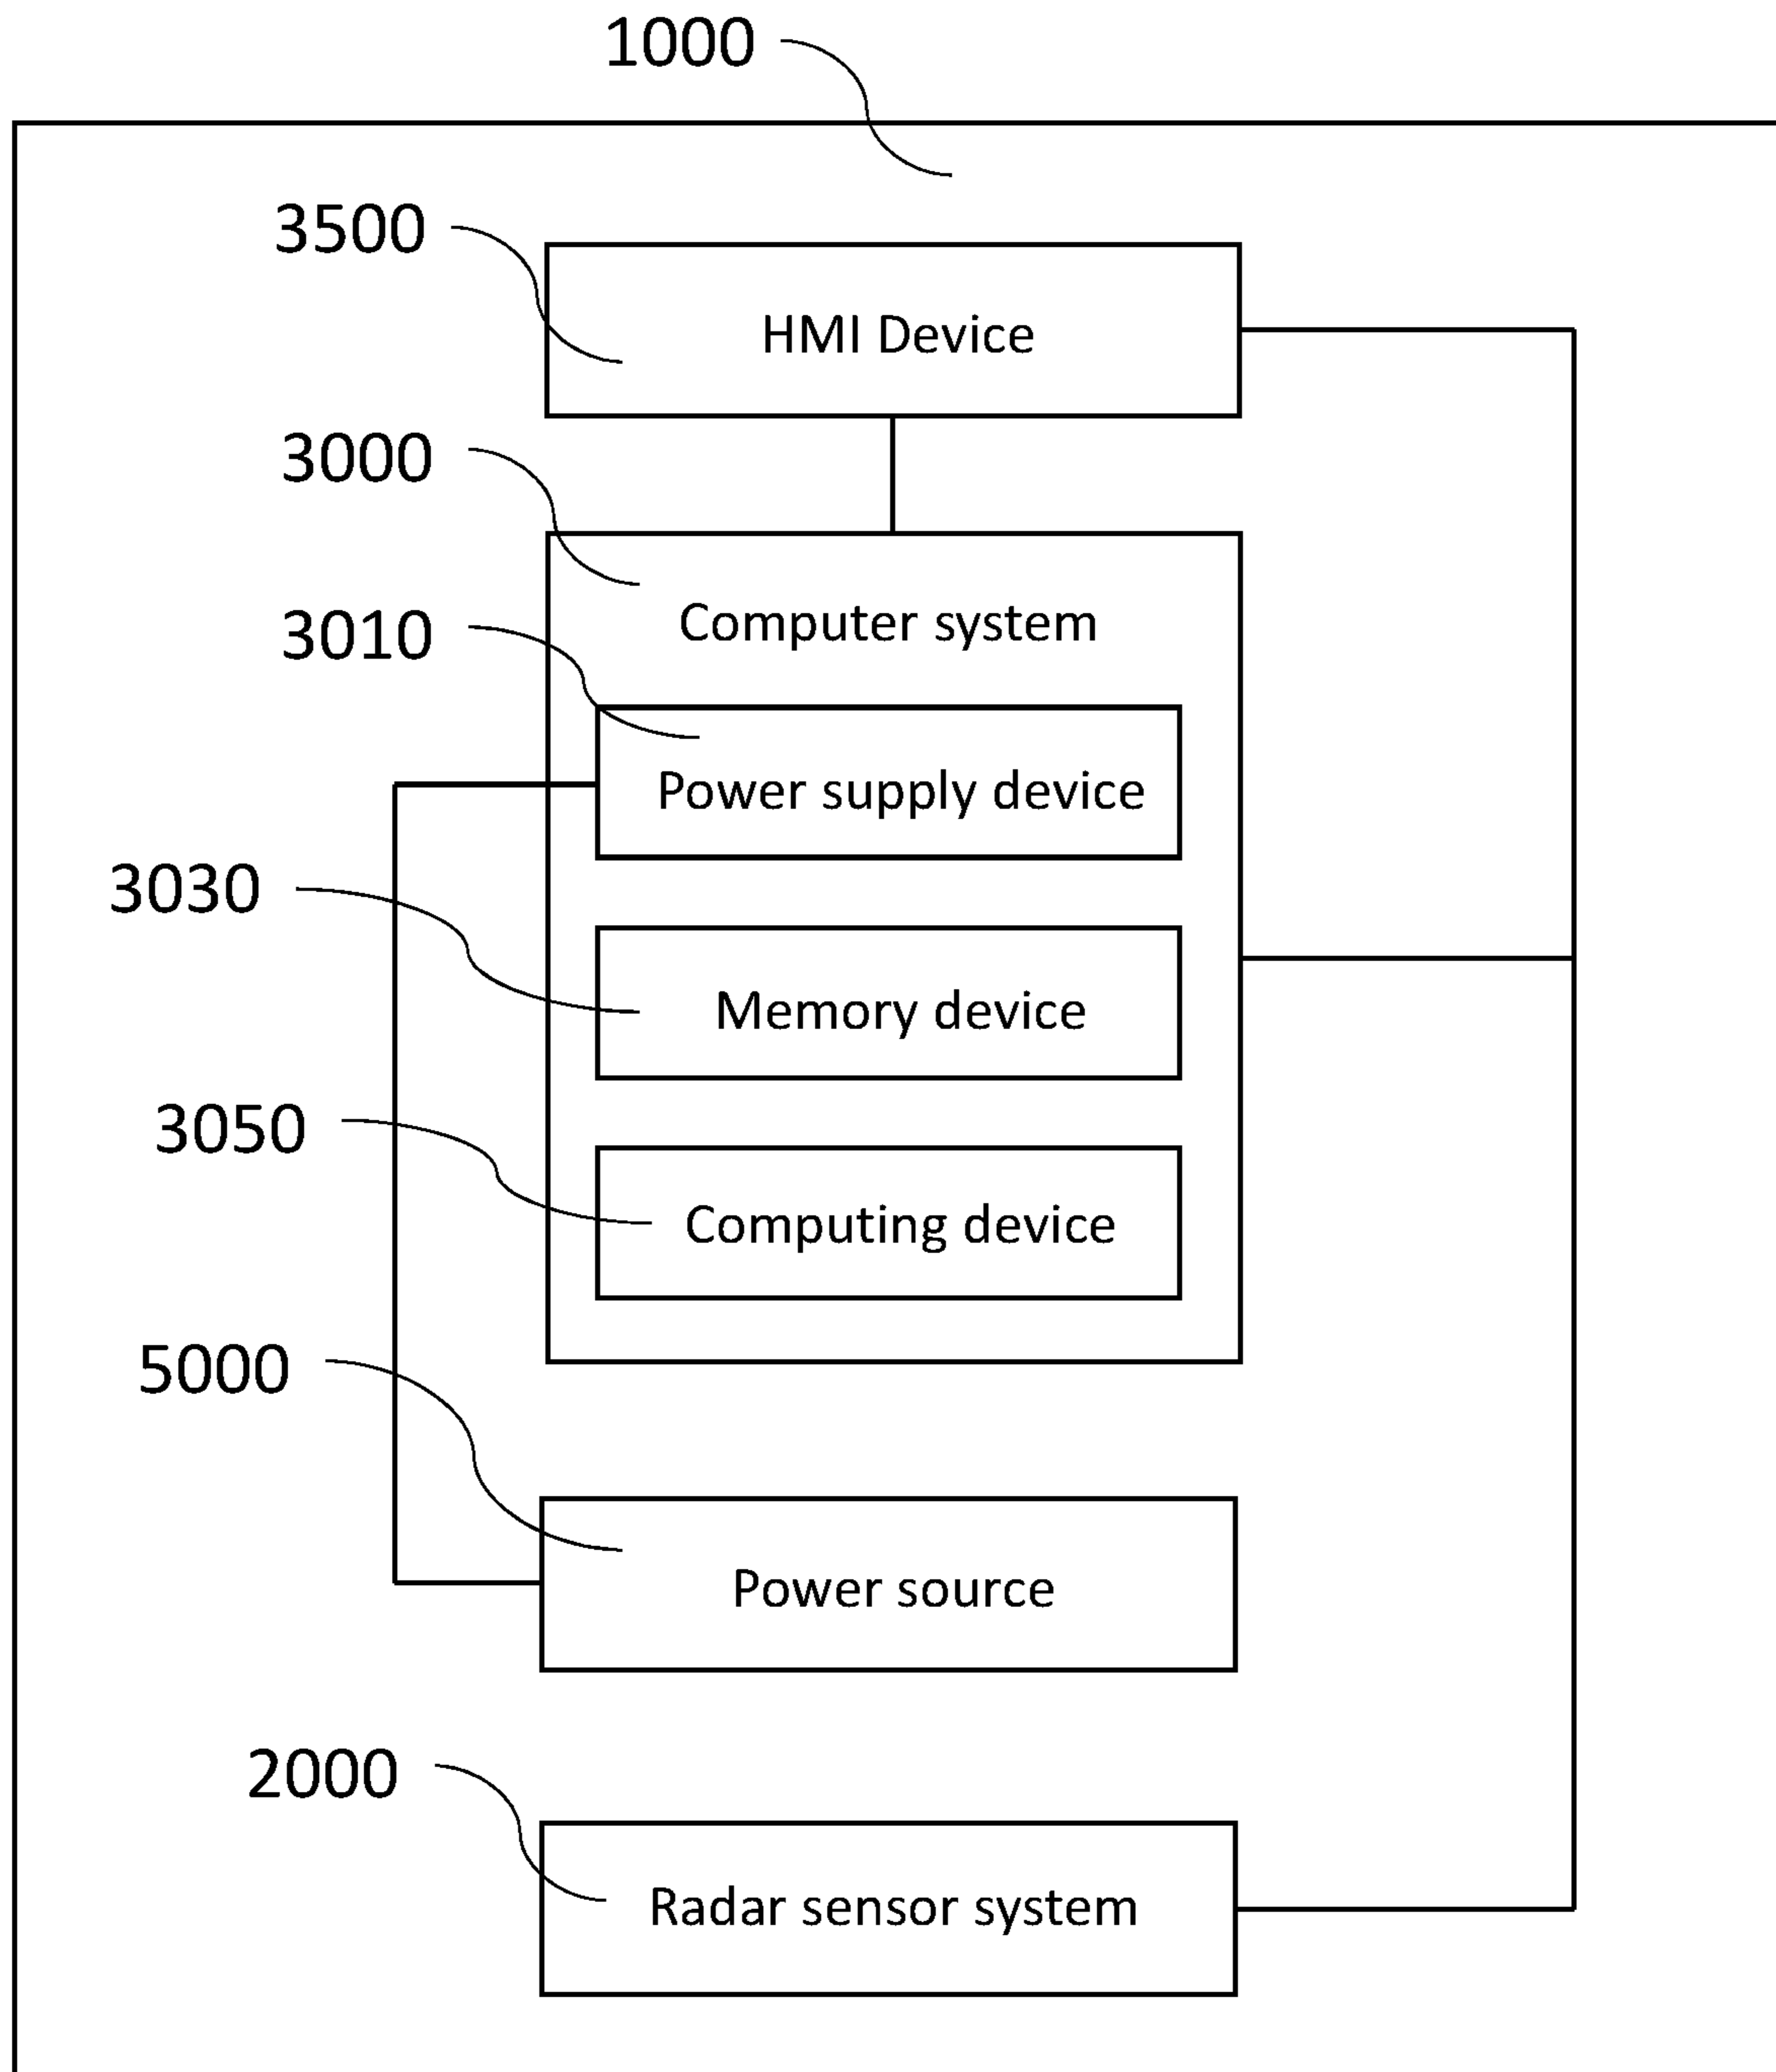 1000
3500
HMI Device
3000
Computer system
3010
Power supply device
3030
Memory device
3050
Computing device
5000
Power source
2000
Radar sensor system